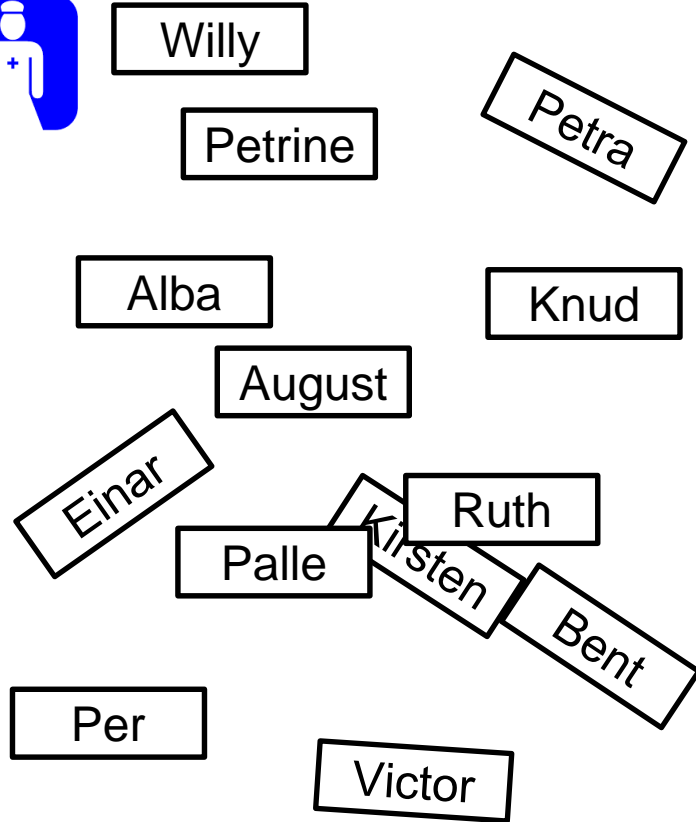 Willy
Petrine
Petra
Alba
Knud
August
Einar
Ruth
Kirsten
Palle
Bent
Per
Victor